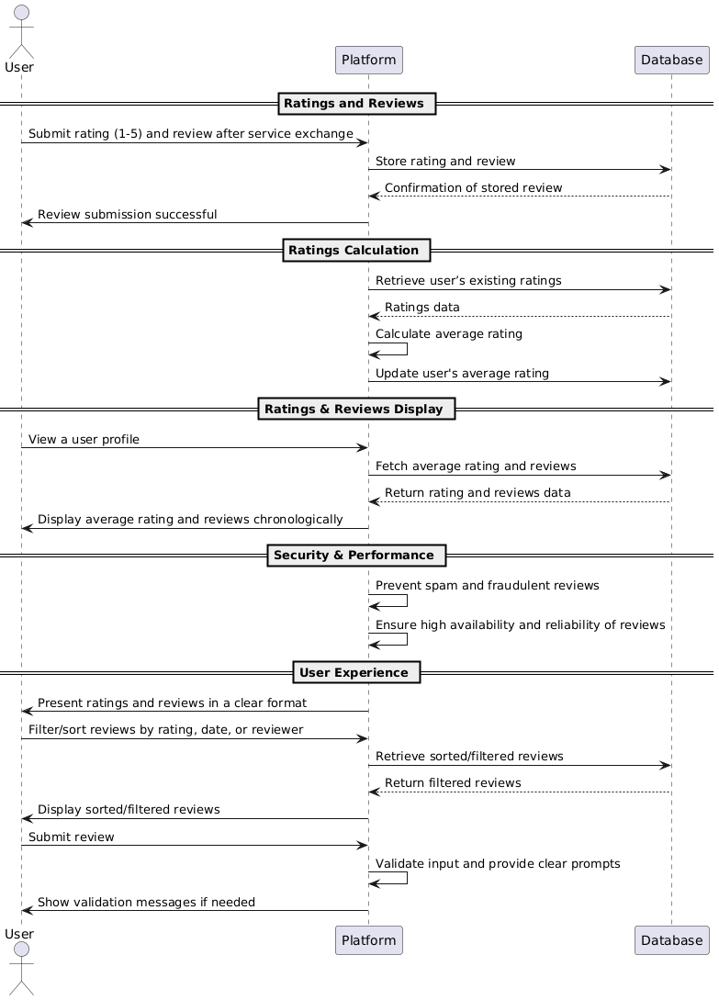 User
Platform
Database
Ratings and Reviews
Submit rating (1-5) and review after service exchange
Store rating and review
Confirmation of stored review
Review submission successful
Ratings Calculation
Retrieve user’s existing ratings
Ratings data
Calculate average rating
Update user's average rating
Ratings & Reviews Display
View a user profile
Fetch average rating and reviews
Return rating and reviews data
Display average rating and reviews chronologically
Security & Performance
Prevent spam and fraudulent reviews
Ensure high availability and reliability of reviews
User Experience
Present ratings and reviews in a clear format
Filter/sort reviews by rating, date, or reviewer
Retrieve sorted/filtered reviews
Return filtered reviews
Display sorted/filtered reviews
Submit review
Validate input and provide clear prompts
Show validation messages if needed
User
Platform
Database